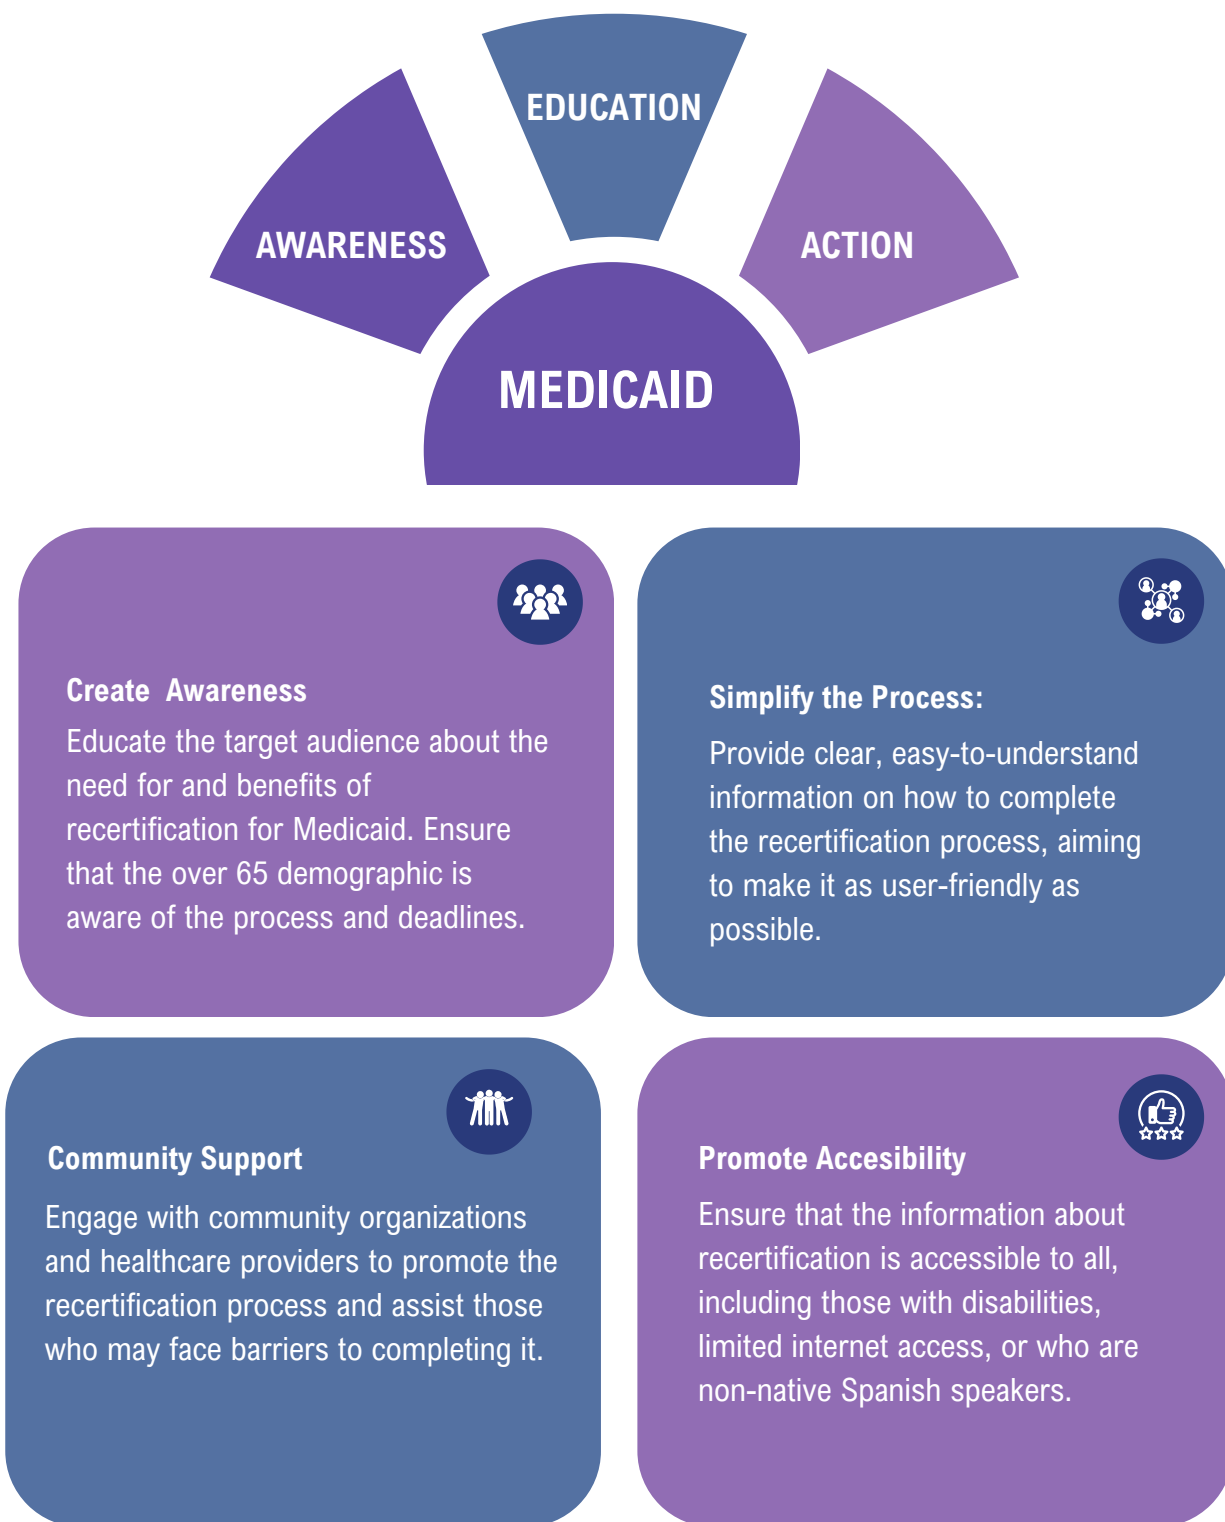 EDUCATION
AWARENESS
ACTION
MEDICAID
Create Awareness
Educate the target audience about the
need for and benefits of
recertification for Medicaid. Ensure
that the over 65 demographic is
aware of the process and deadlines.
Simplify the Process:
Provide clear, easy-to-understand
information on how to complete
the recertification process, aiming
to make it as user-friendly as
possible.
Community Support
Engage with community organizations
and healthcare providers to promote the
recertification process and assist those
who may face barriers to completing it.
Promote Accesibility
Ensure that the information about
recertification is accessible to all,
including those with disabilities,
limited internet access, or who are
non-native Spanish speakers.